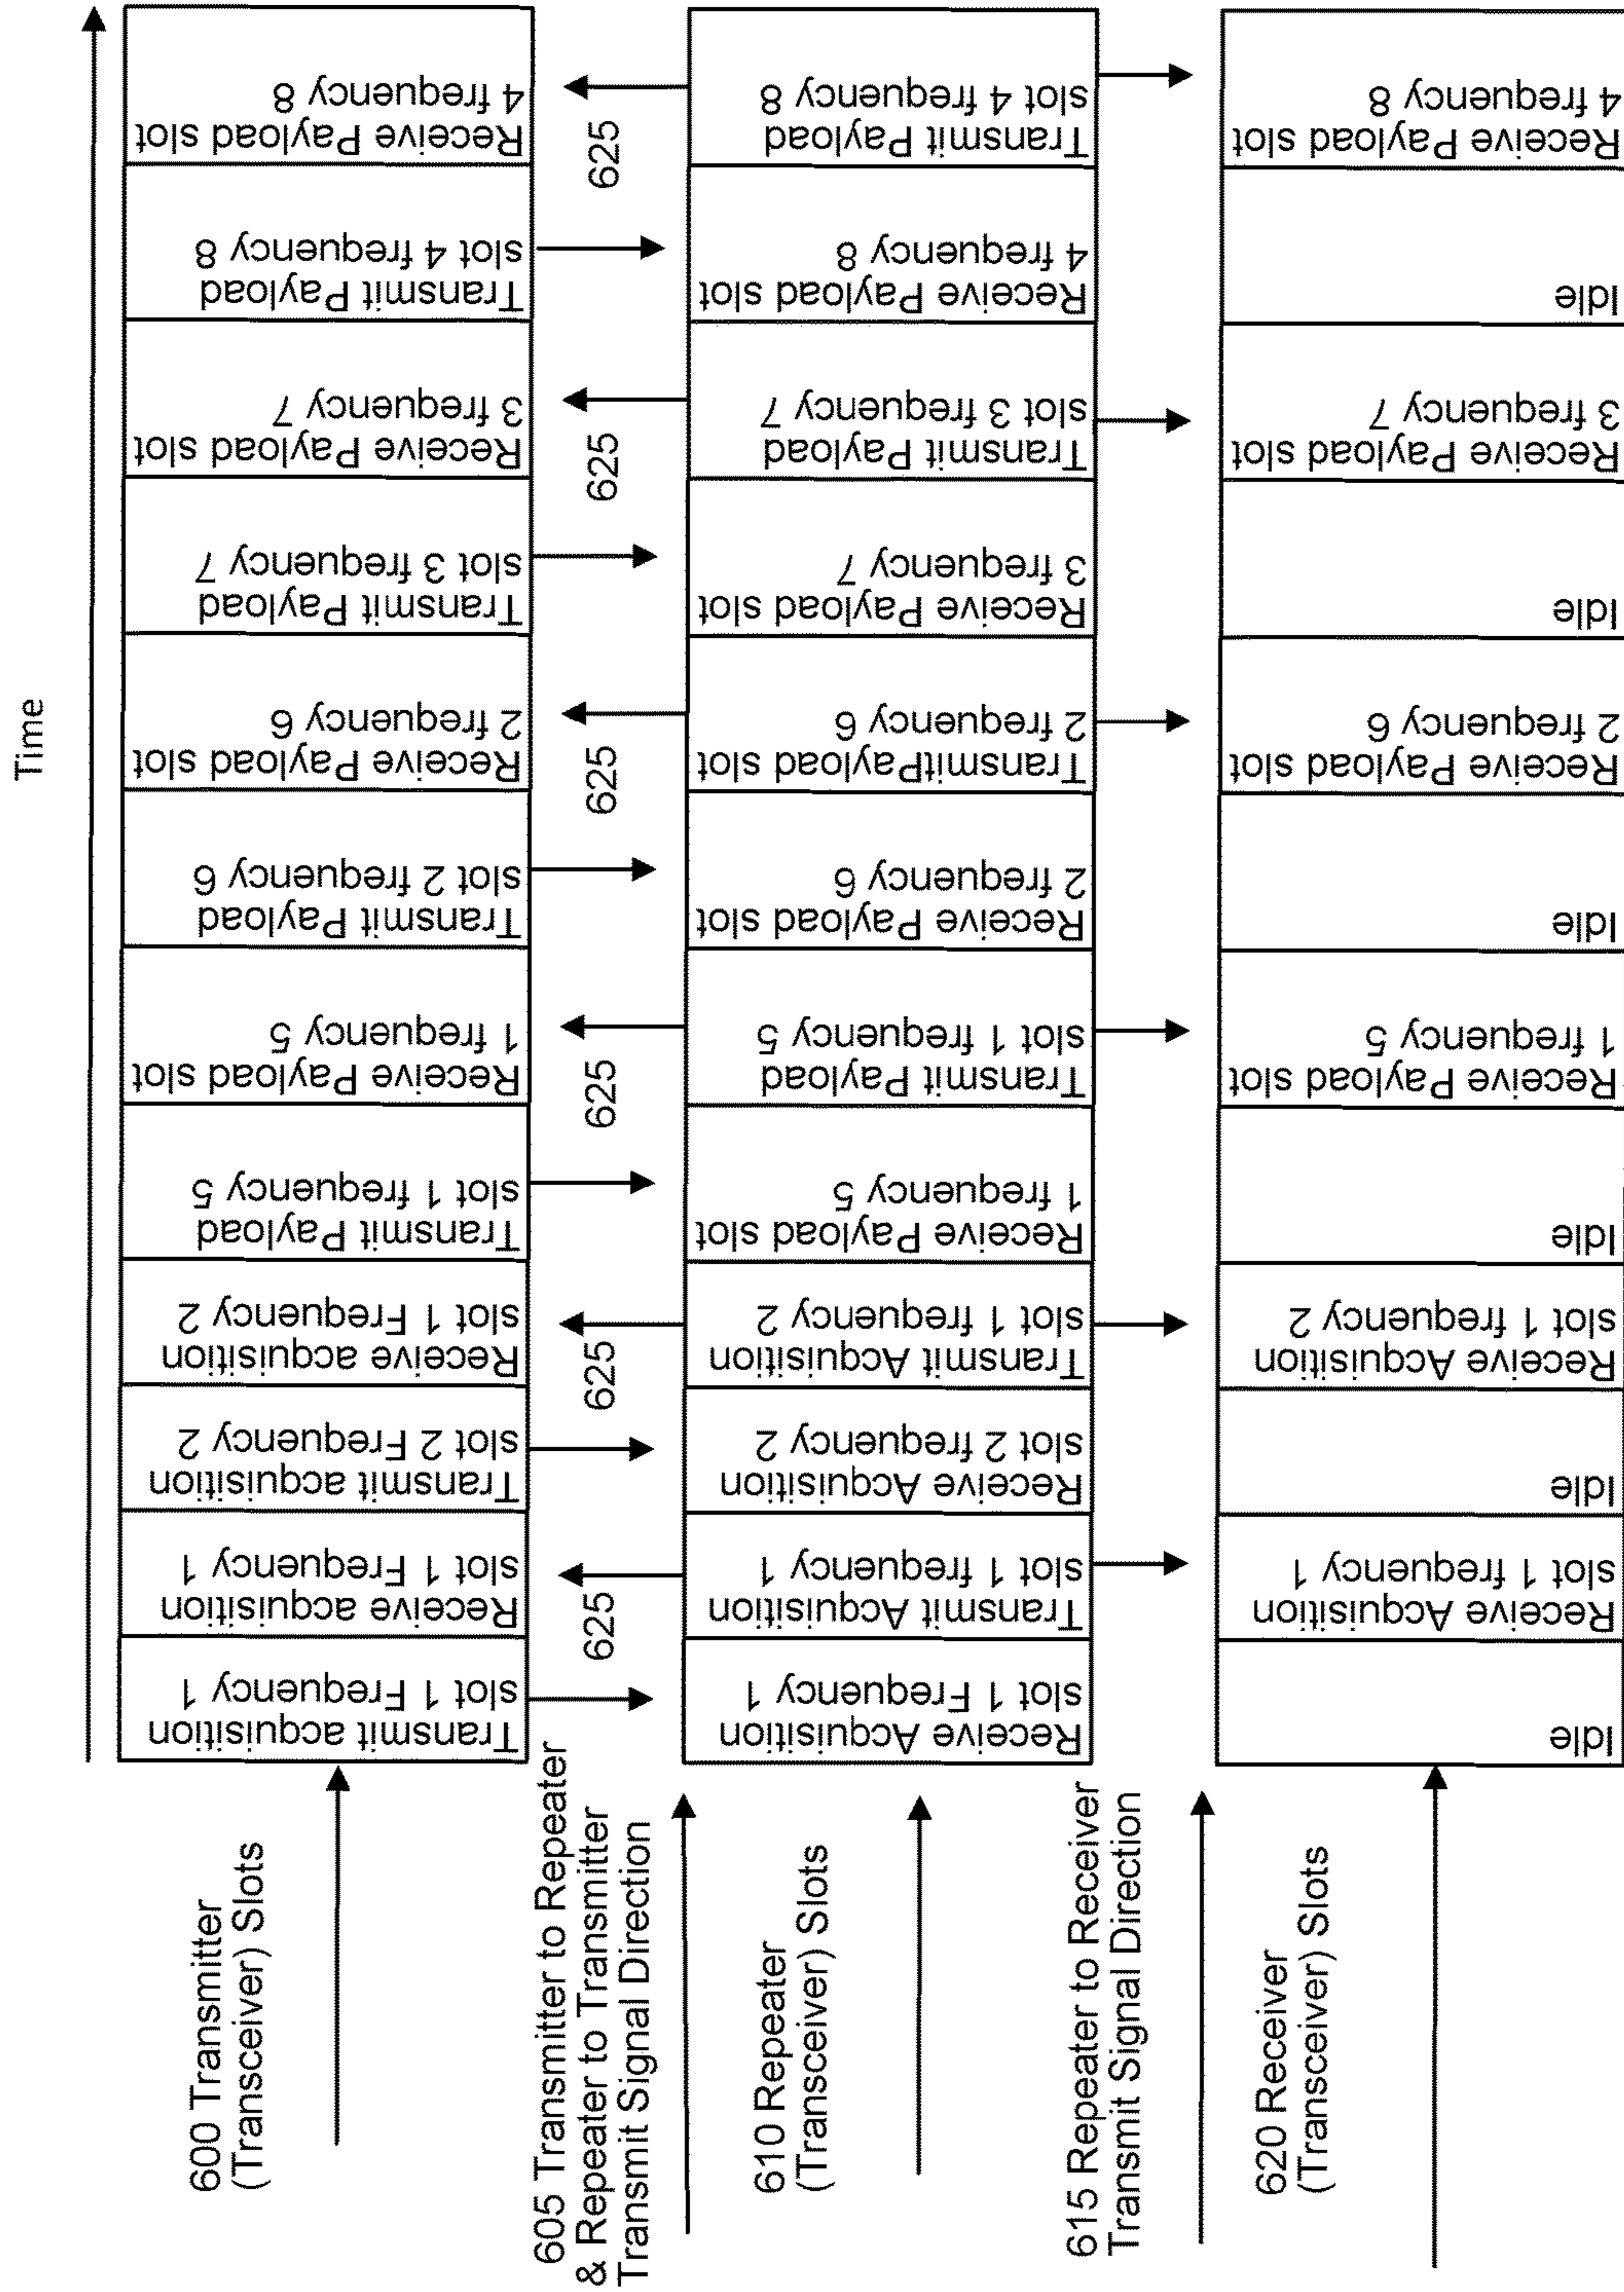 Time
600 Transmitter
(Transceiver) Slots
Transmit acquisition
slot 1 Frequency 1
Receive acquisition
slot 1 Frequency 1
Transmit acquisition
slot 2 Frequency 2
Receive acquisition
slot 1 Frequency 2
Transmit Payload
slot 1 frequency 5
Receive Payload slot
1 frequency 5
Transmit Payload
slot 2 frequency 6
Receive Payload slot
2 frequency 6
Transmit Payload
slot 3 frequency 7
Receive Payload slot
3 frequency 7
Transmit Payload
slot 4 frequency 8
Receive Payload slot
4 frequency 8
605 Transmitter to Repeater
& Repeater to Transmitter
Transmit Signal Direction
625
625
625
625
625
625
610 Repeater
(Transceiver) Slots
Receive Acquisition
slot 1 Frequency 1
Transmit Acquisition
slot 1 frequency 1
Receive Acquisition
slot 2 frequency 2
Transmit Acquisition
slot 1 frequency 2
Receive Payload slot
1 frequency 5
Transmit Payload
slot 1 frequency 5
Receive Payload slot
2 frequency 6
TransmitPayload slot
2 frequency 6
Receive Payload slot
3 frequency 7
Transmit Payload
slot 3 frequency 7
Receive Payload slot
4 frequency 8
Transmit Payload
slot 4 frequency 8
615 Repeater to Receiver
Transmit Signal Direction
620 Receiver
(Transceiver) Slots
Idle
Receive Acquisition
slot 1 frequency 1
Idle
Receive Acquisition
slot 1 frequency 2
Idle
Receive Payload slot
1 frequency 5
Idle
Receive Payload slot
2 frequency 6
Idle
Receive Payload slot
3 frequency 7
Idle
Receive Payload slot
4 frequency 8